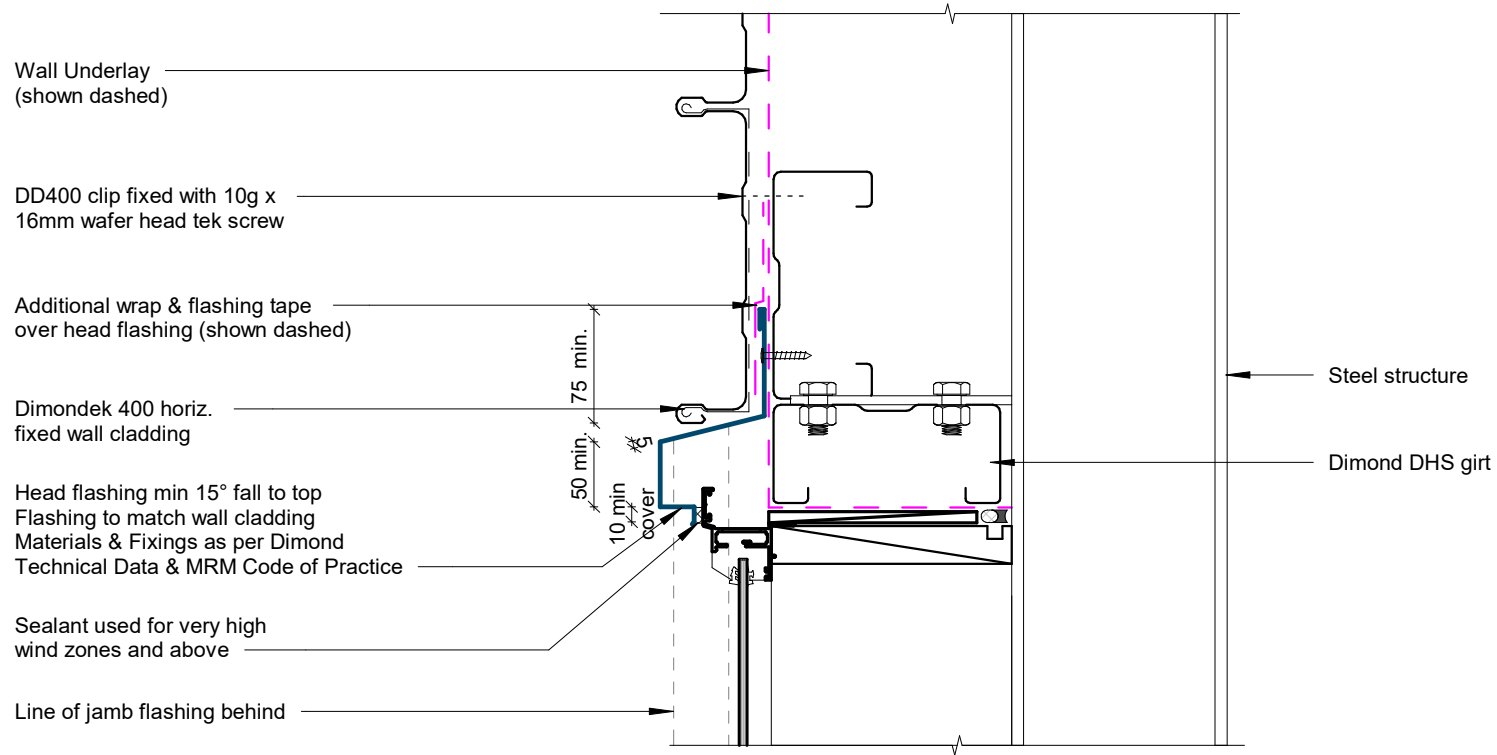 Wall Underlay
(shown dashed)
DD400 clip fixed with 10g x
16mm wafer head tek screw
Additional wrap & flashing tape
over head flashing (shown dashed)
Dimondek 400 horiz.
fixed wall cladding
Head flashing min 15° fall to top
Flashing to match wall cladding
Materials & Fixings as per Dimond
Technical Data & MRM Code of Practice
Sealant used for very high
wind zones and above
Line of jamb flashing behind
75 min.
50 min.
5
10 min
cover
Steel structure
Dimond DHS girt